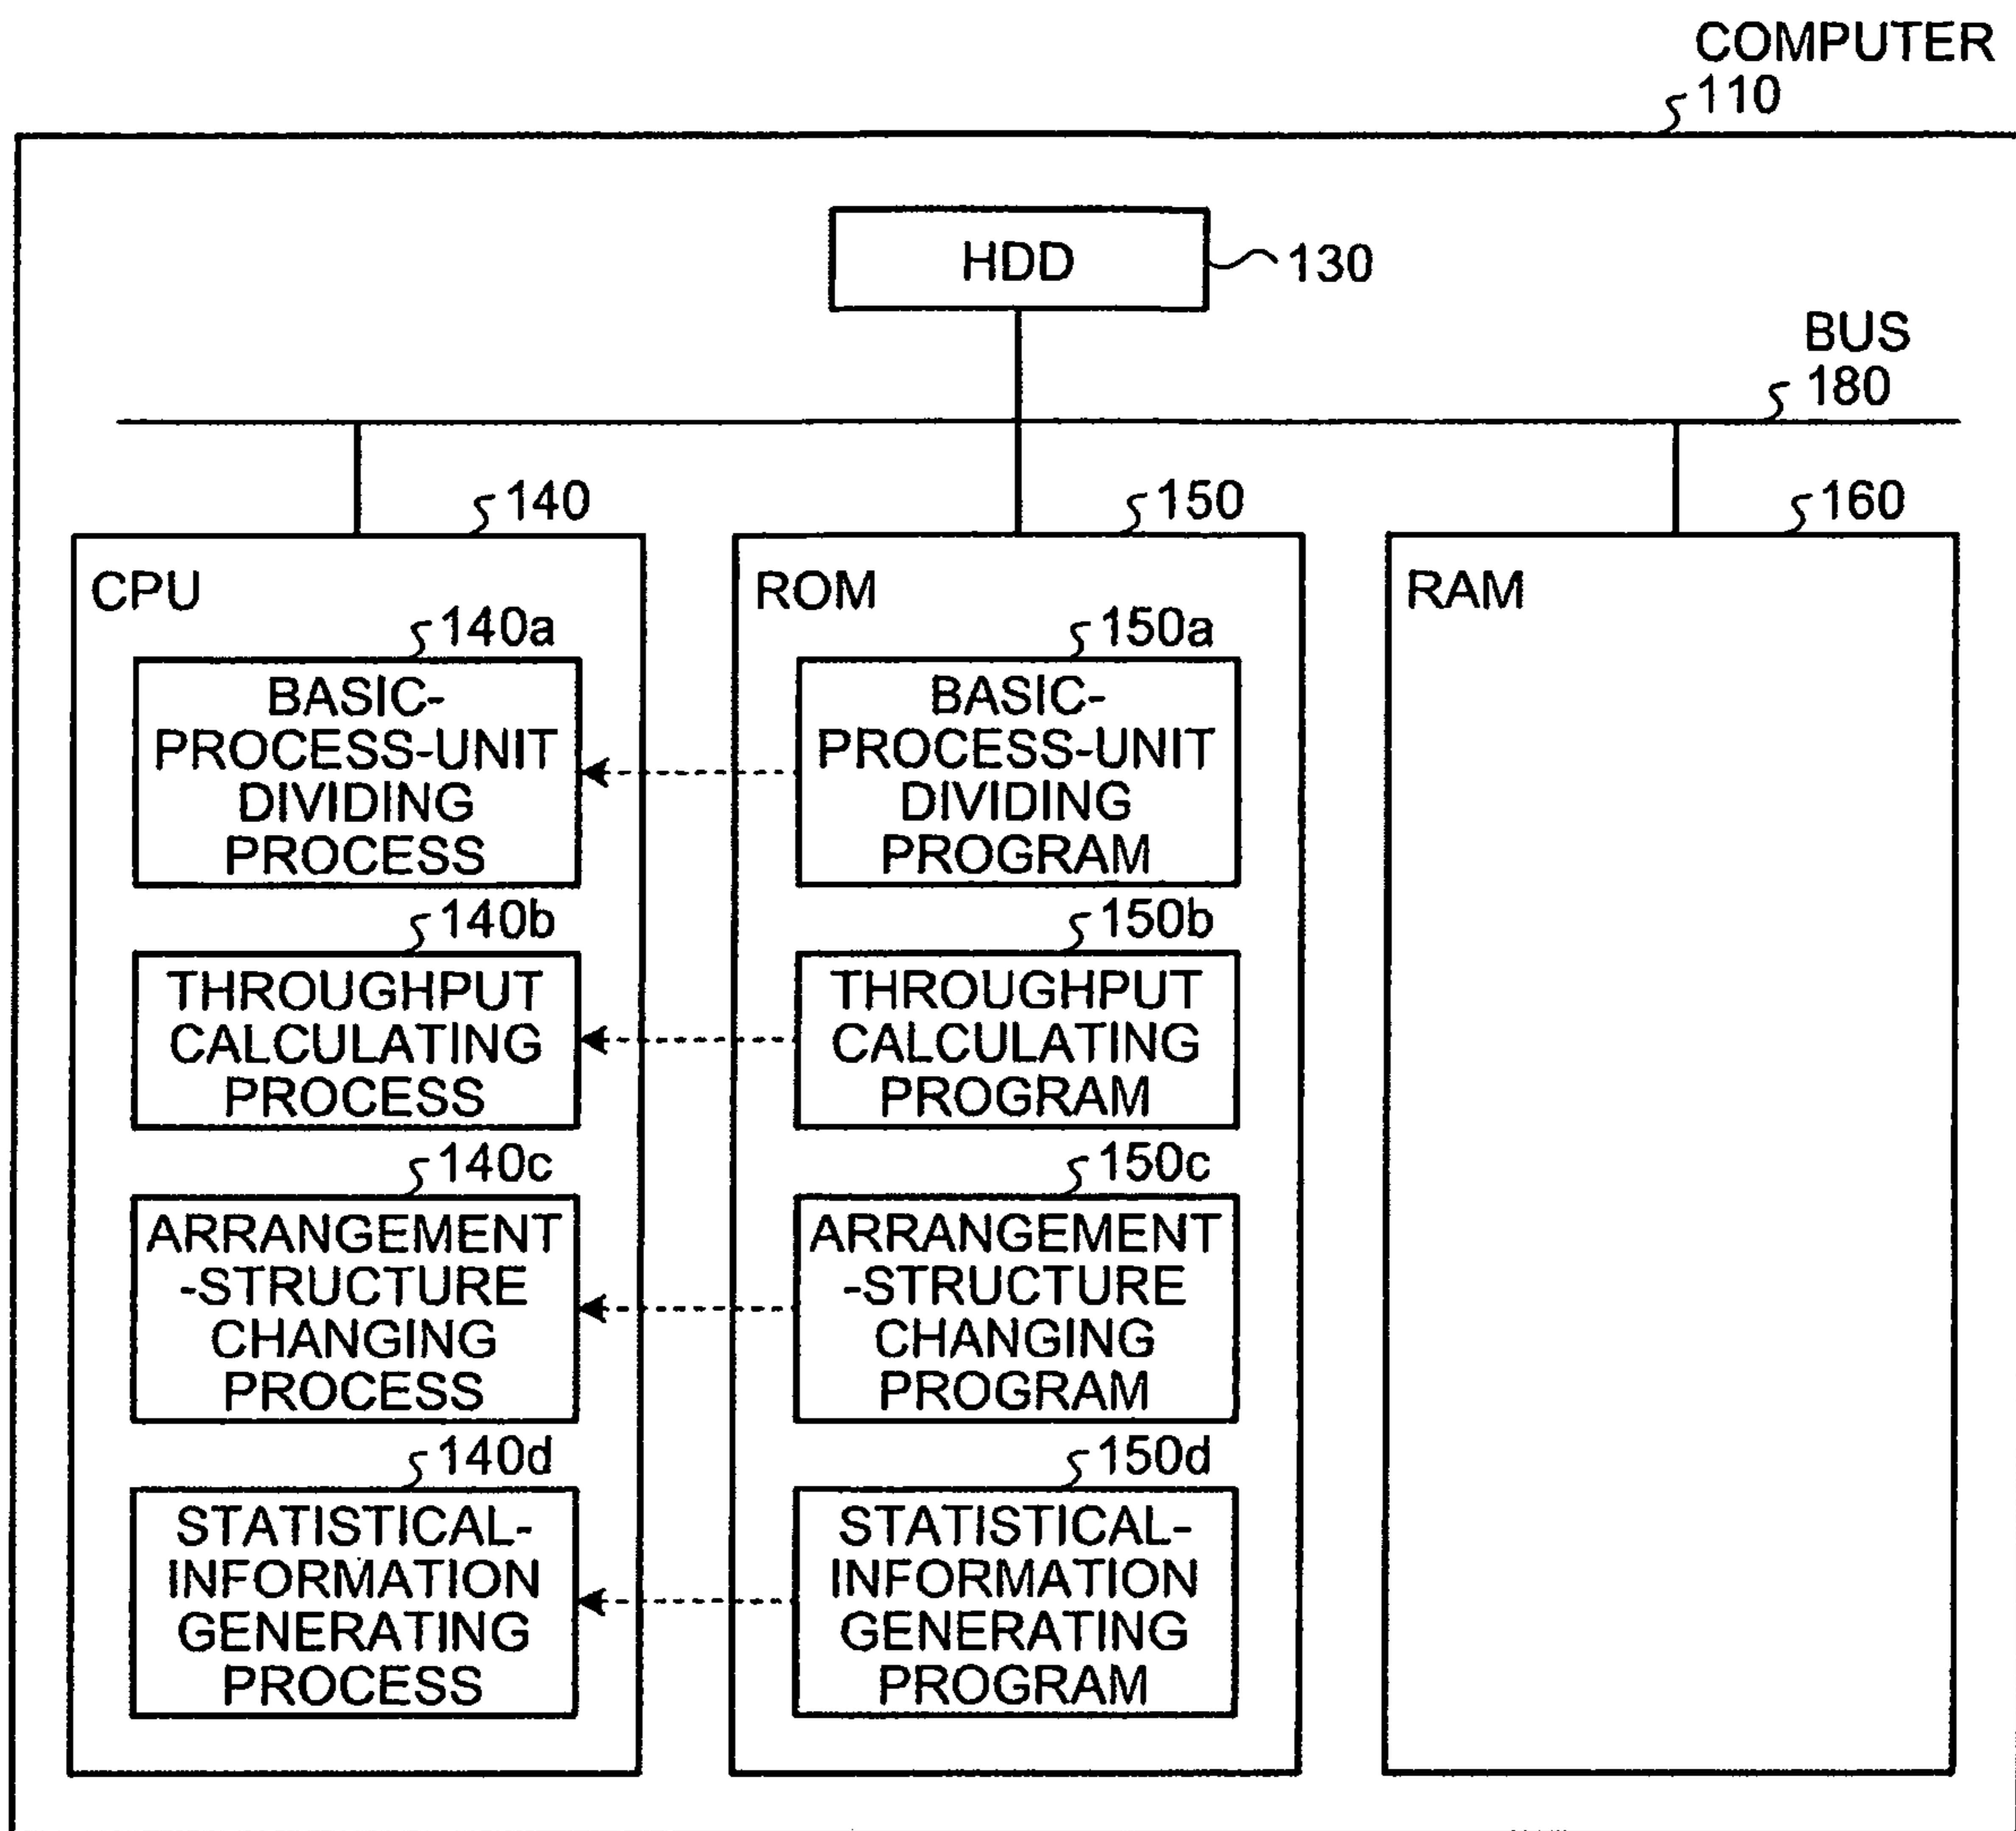 COMPUTER
110
HDD
130
BUS
180
140
150
160
CPU
ROM
RAM
140a
150a
BASIC-
PROCESS-UNIT
DIVIDING
PROCESS
BASIC-
PROCESS-UNIT
DIVIDING
PROGRAM
140b
150b
THROUGHPUT
CALCULATING
PROCESS
THROUGHPUT
CALCULATING
PROGRAM
140c
150c
ARRANGEMENT
-STRUCTURE
CHANGING
PROCESS
ARRANGEMENT
-STRUCTURE
CHANGING
PROGRAM
140d
150d
STATISTICAL-
INFORMATION
GENERATING
PROCESS
STATISTICAL-
INFORMATION
GENERATING
PROGRAM